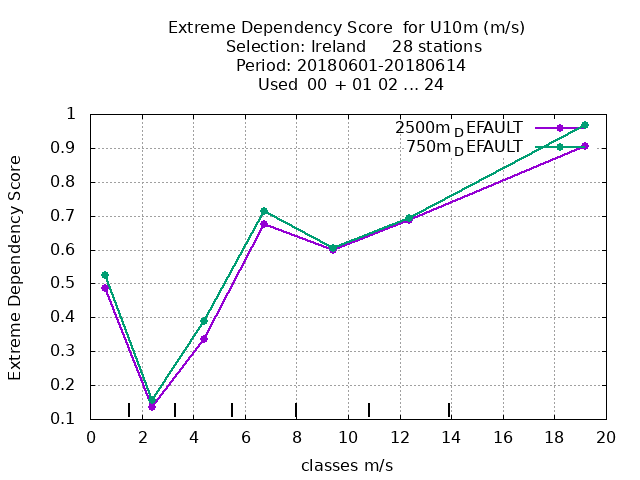 Extreme Dependency Score  for U10m (m/s)
Selection: Ireland     28 stations
Period: 20180601-20180614
Used  00  + 01 02 ... 24
2500m_DEFAULT
750m_DEFAULT
Extreme Dependency Score
1
0.9
0.8
0.7
0.6
0.5
0.4
0.3
0.2
0.1
0 2 4 6 8 10 12 14 16 18 20
classes m/s